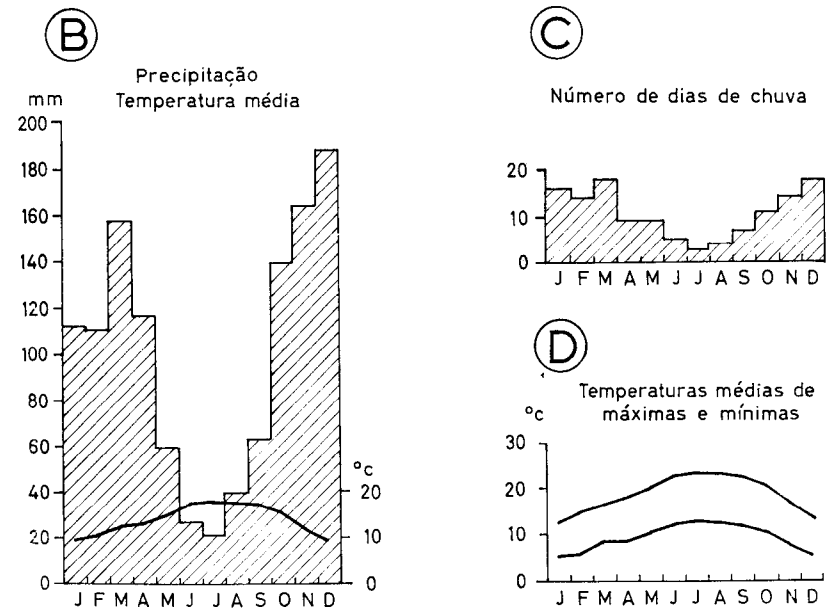 B
Precipitação
mm Temperatura média
200
180
160
140
120
100
80
60
40
20
0
°c
20
10
0
J F M A M J J A S O N D
C
Número de dias de chuva
20
10
0
J F M A M J J A S O N D
D
Temperaturas médias de
°c máximas e mínimas
30
20
10
0
J F M A M J J A S O N D